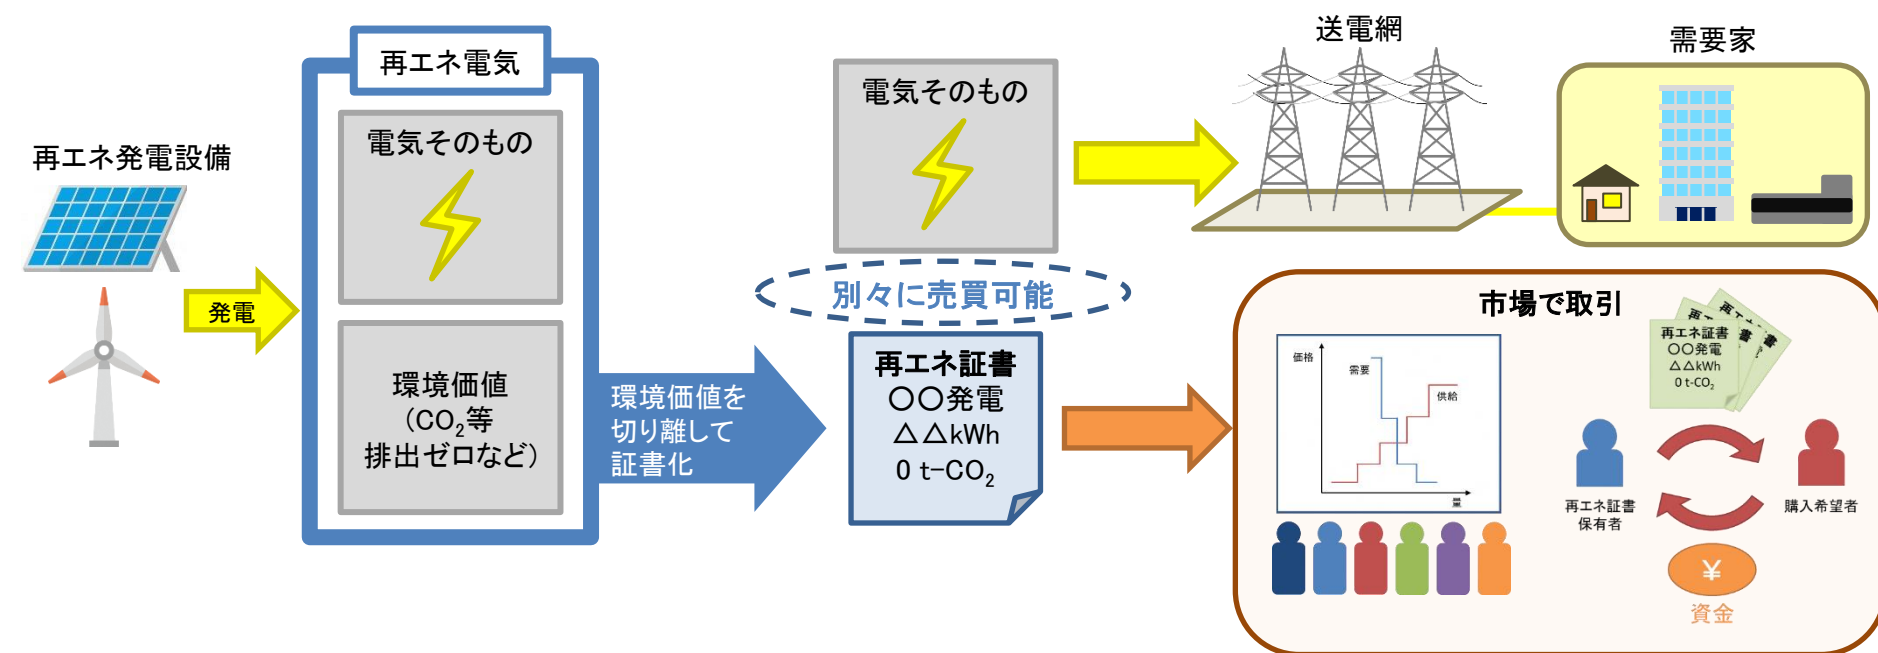 再エネ発電設備
発電
再エネ電気
電気そのもの
環境価値
(CO₂等
排出ゼロなど)
環境価値を
切り離して
証書化
電気そのもの
別々に売買可能
再エネ証書
〇〇発電
△△kWh
0 t-CO₂
送電網
需要家
市場で取引
価格
需要
供給
量
再エネ証書
〇〇発電
△△kWh
0 t-CO₂
再エネ証書
保有者
購入希望者
¥
資金